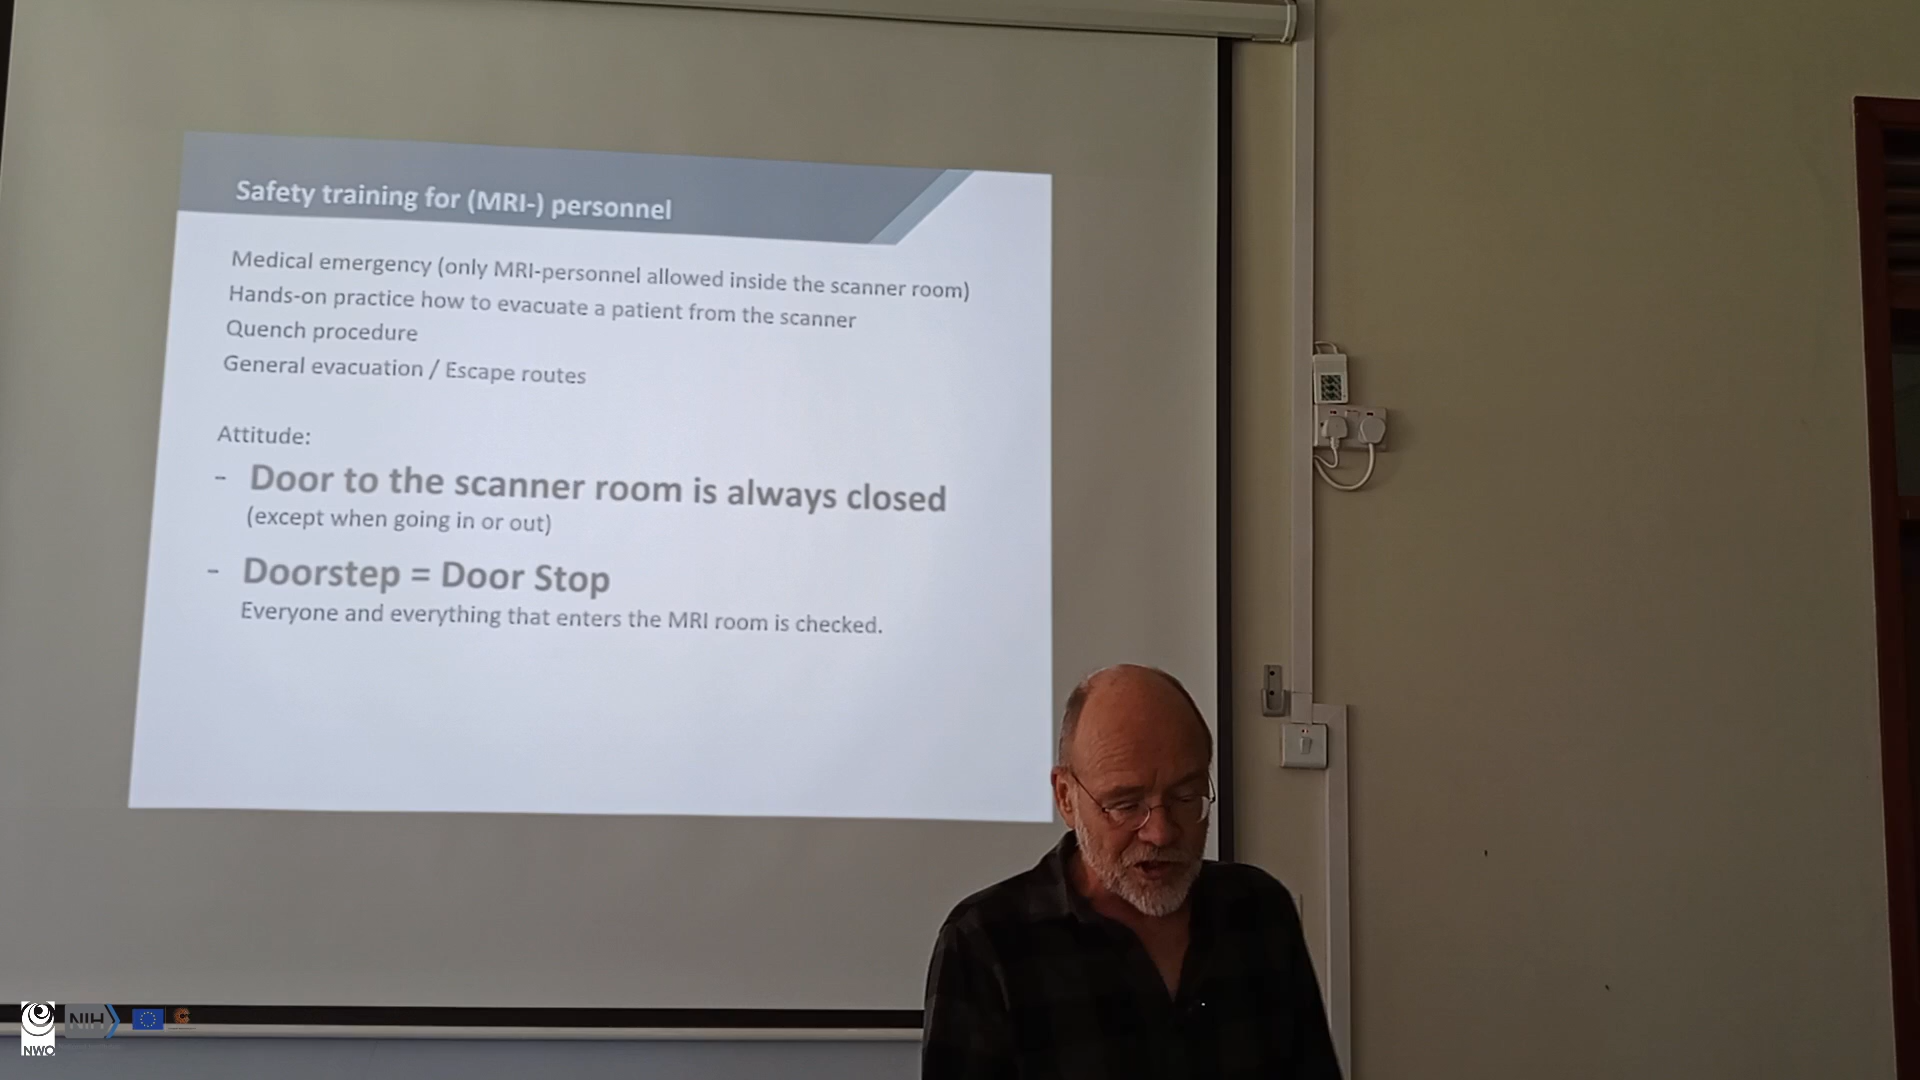 Safety training for (MRI-) personnel
Medical emergency (only MRI-personnel allowed inside the scanner room)
Hands-on practice how to evacuate a patient from the scanner
Quench procedure
General evacuation / Escape routes
Attitude:
- Door to the scanner room is always closed
(except when going in or out)
- Doorstep = Door Stop
Everyone and everything that enters the MRI room is checked.
NWO
NIH